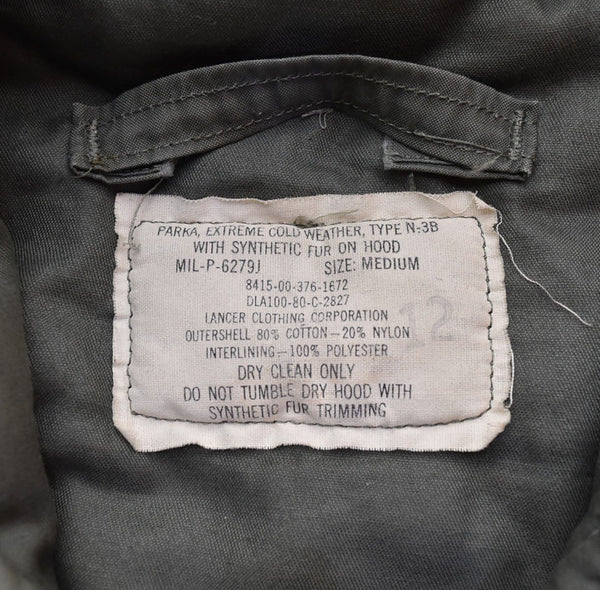 PARKA, EXTREME COLD WEATHER, TYPE N-3B
WITH SYNTHETIC FUR ON HOOD
MIL-P-6279J SIZE: MEDIUM
8415-00-376-1672
DLA100-80-C-2827
LANCER CLOTHING CORPORATION
OUTERSHELL 80% COTTON-20% NYLON
INTERLINING-100% POLYESTER
DRY CLEAN ONLY
DO NOT TUMBLE DRY HOOD WITH
SYNTHETIC FUR TRIMMING
12